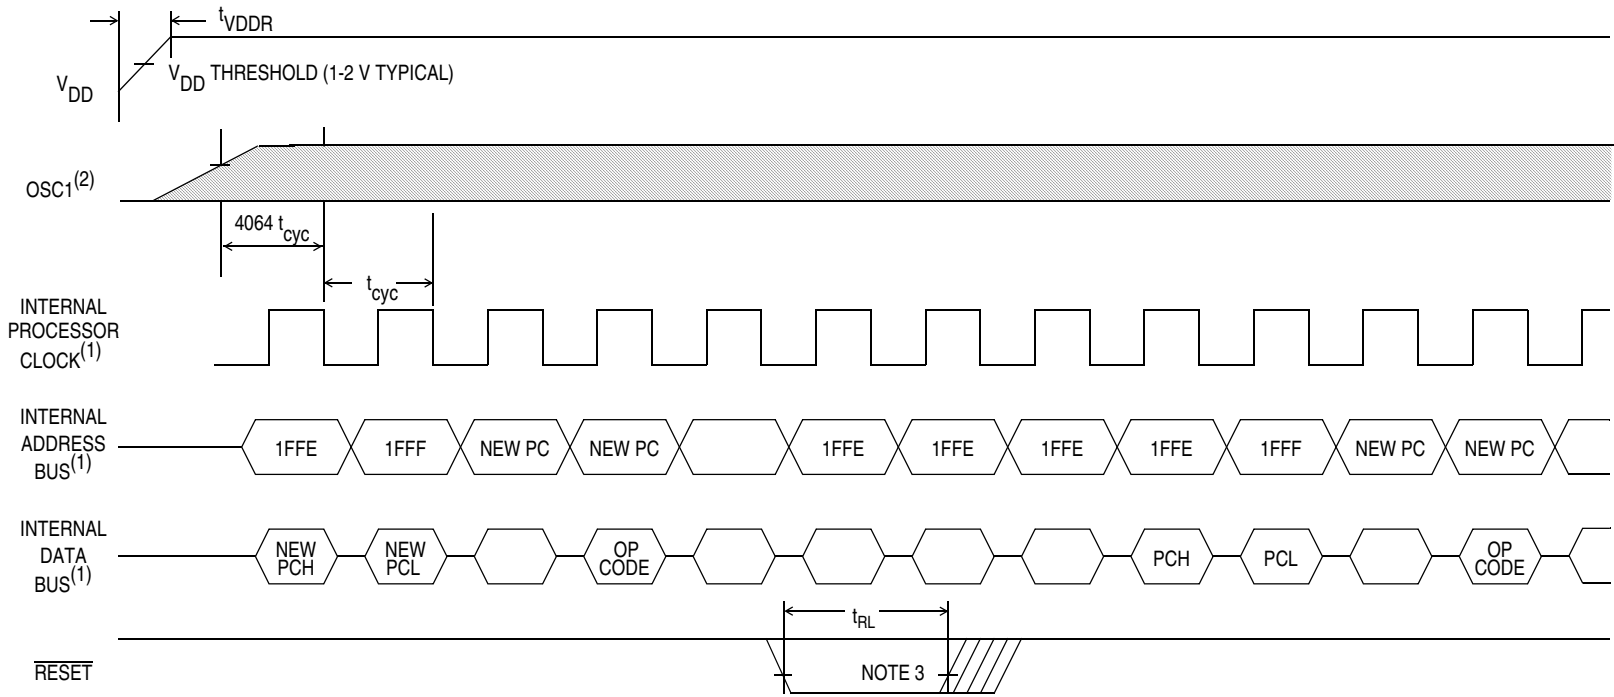 tVDDR
VDD
VDD THRESHOLD (1-2 V TYPICAL)
OSC1(2)
4064 tcyc
tcyc
INTERNAL
PROCESSOR
CLOCK(1)
INTERNAL
ADDRESS
BUS(1)
1FFE 1FFF NEW PC NEW PC 1FFE 1FFE 1FFE 1FFE 1FFF NEW PC NEW PC
INTERNAL
DATA
BUS(1)
NEW
PCH
NEW
PCL
OP
CODE
PCH
PCL
OP
CODE
tRL
RESET
NOTE 3